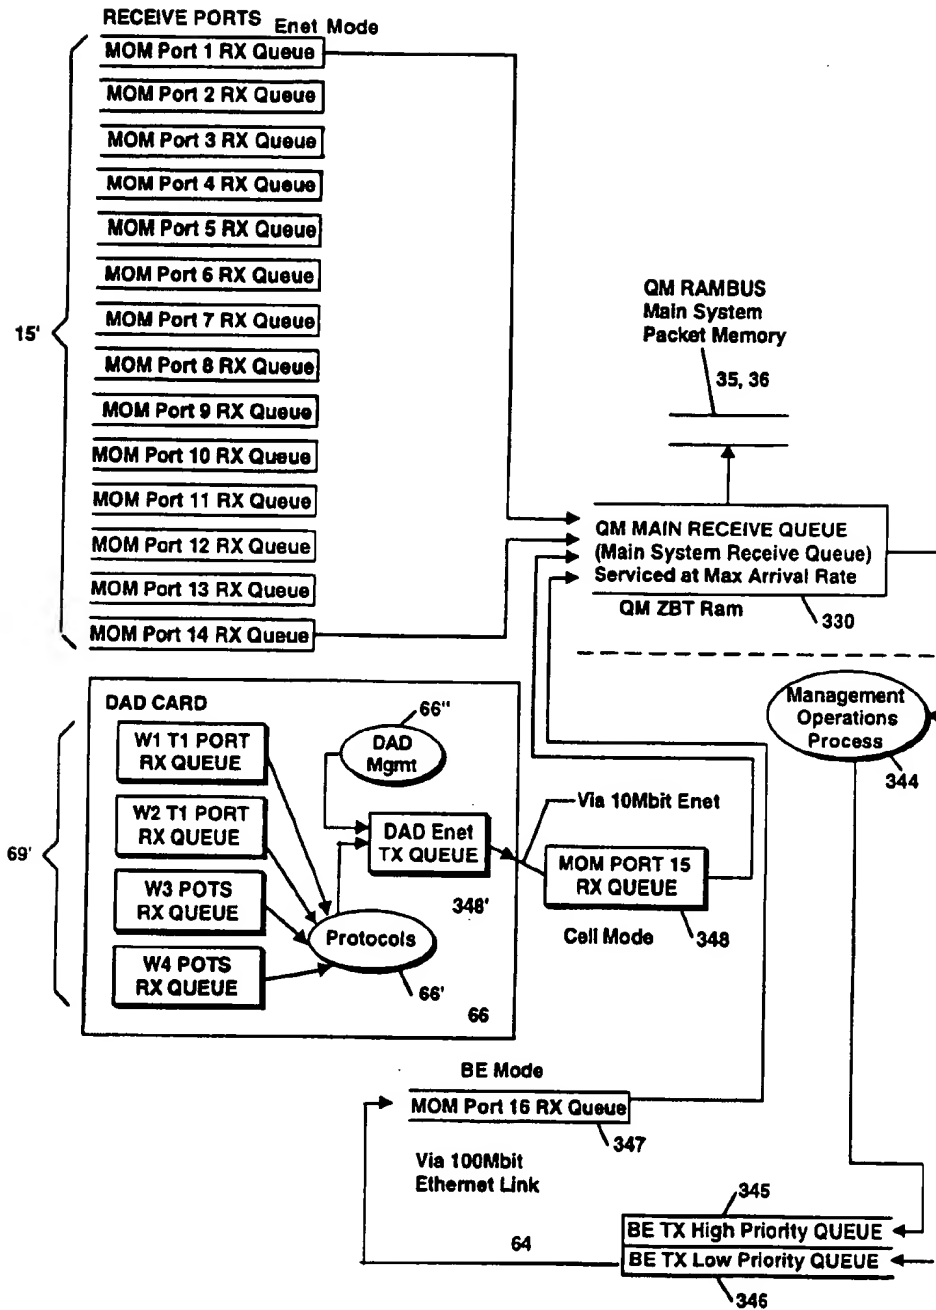 RECEIVE PORTS Enet Mode
MOM Port 1 RX Queue
MOM Port 2 RX Queue
MOM Port 3 RX Queue
MOM Port 4 RX Queue
MOM Port 5 RX Queue
MOM Port 6 RX Queue
MOM Port 7 RX Queue
MOM Port 8 RX Queue
MOM Port 9 RX Queue
MOM Port 10 RX Queue
MOM Port 11 RX Queue
MOM Port 12 RX Queue
MOM Port 13 RX Queue
MOM Port 14 RX Queue
15'
QM RAMBUS
Main System
Packet Memory
35, 36
QM MAIN RECEIVE QUEUE
(Main System Receive Queue)
Serviced at Max Arrival Rate
QM ZBT Ram
330
Management
Operations
Process
344
DAD CARD
66"
W1 T1 PORT
RX QUEUE
DAD
Mgmt
W2 T1 PORT
RX QUEUE
DAD Enet
TX QUEUE
Via 10Mbit Enet
69'
MOM PORT 15
RX QUEUE
W3 POTS
RX QUEUE
348'
Cell Mode
348
Protocols
W4 POTS
RX QUEUE
66'
66
BE Mode
MOM Port 16 RX Queue
347
Via 100Mbit
Ethernet Link
345
BE TX High Priority QUEUE
64
BE TX Low Priority QUEUE
346